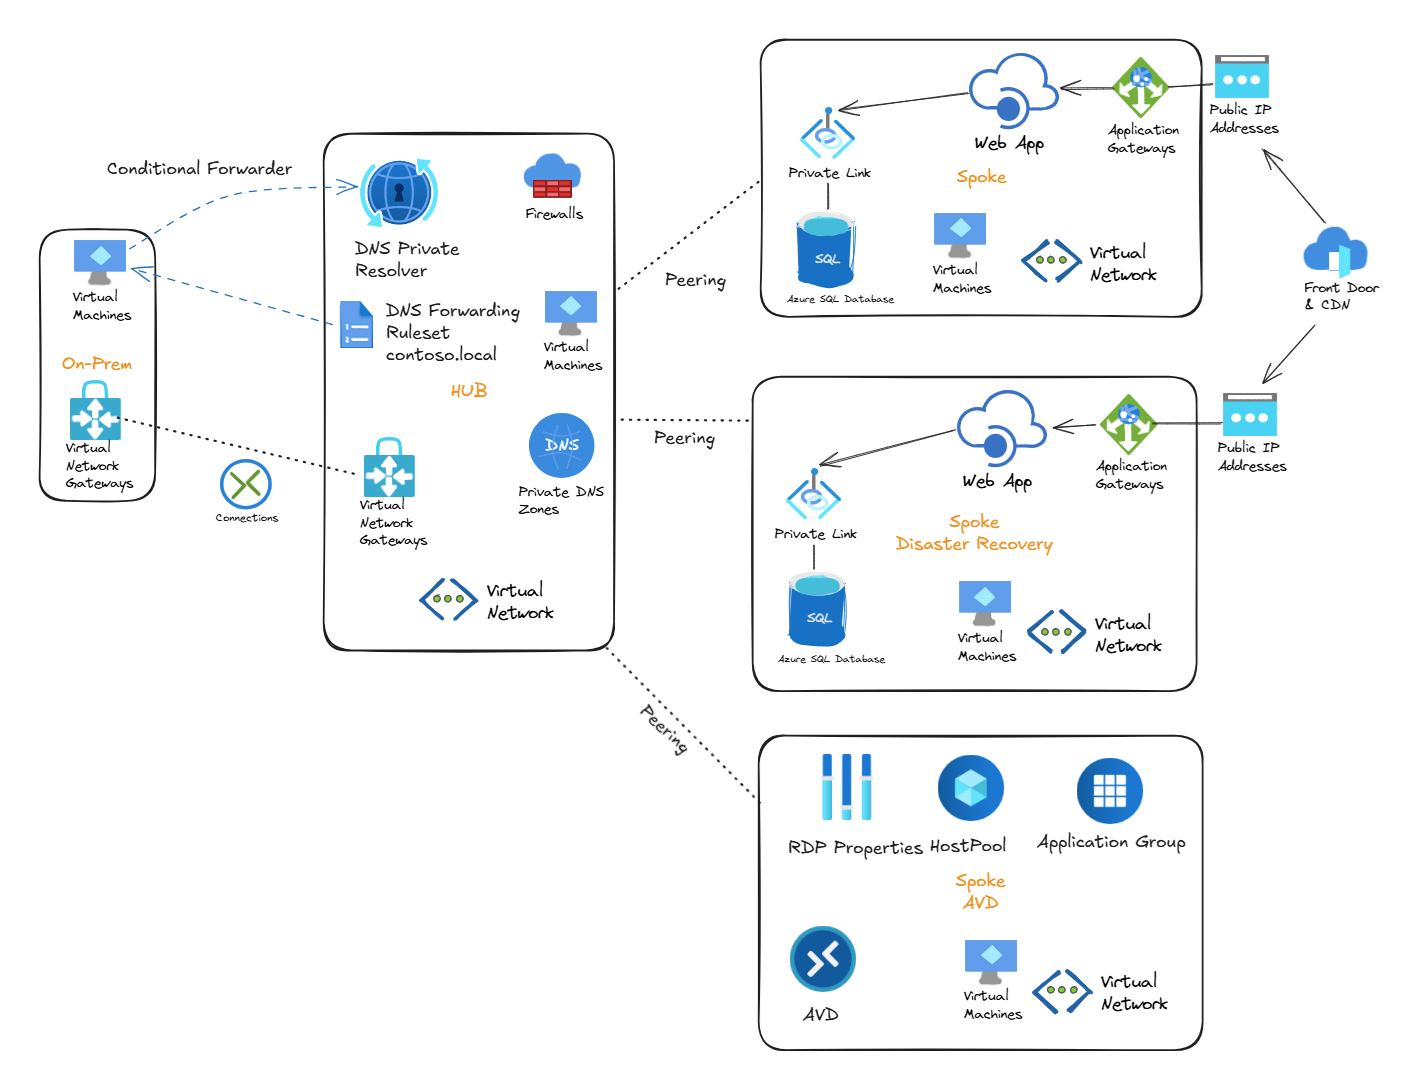 Conditional Forwarder
Virtual
Machines
On-Prem
Virtual
Network
Gateways
Connections
DNS Private
Resolver
Firewalls
DNS Forwarding
Ruleset
contoso.local
Virtual
Machines
HUB
DNS
Private DNS
Zones
Virtual
Network
Gateways
Virtual
Network
Peering
Peering
Peering
Web App
Application
Gateways
Private Link
Spoke
SQL
Azure SQL Database
Virtual
Machines
Virtual
Network
Public IP
Addresses
Front Door
& CDN
Public IP
Addresses
Web App
Application
Gateways
Private Link
Spoke
Disaster Recovery
SQL
Azure SQL Database
Virtual
Machines
Virtual
Network
RDP Properties
HostPool
Application Group
Spoke
AVD
AVD
Virtual
Machines
Virtual
Network